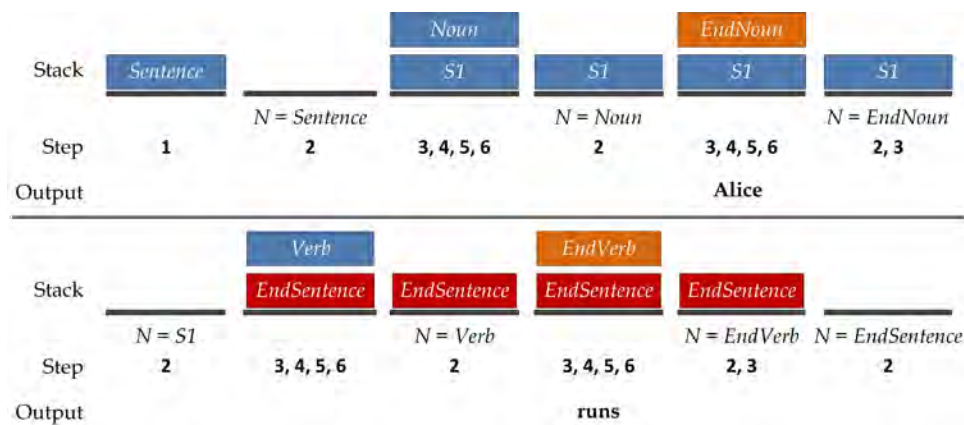 Noun EndNoun
Stack Sentence S1 S1 S1 S1
N = Sentence N = Noun N = EndNoun
Step 1 2 3, 4, 5, 6 2 3, 4, 5, 6 2, 3
Output Alice
Verb EndVerb
Stack EndSentence EndSentence EndSentence EndSentence
N = S1 N = Verb N = EndVerb N = EndSentence
Step 2 3, 4, 5, 6 2 3, 4, 5, 6 2, 3 2
Output runs